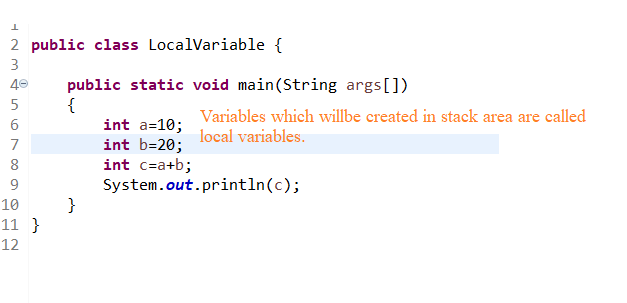 1
2 public class LocalVariable {
3
4 public static void main(String args[])
5 {
6 int a=10;
7 int b=20;
8 int c=a+b;
9 System.out.println(c);
10 }
11 }
12
Variables which willbe created in stack area are called
local variables.